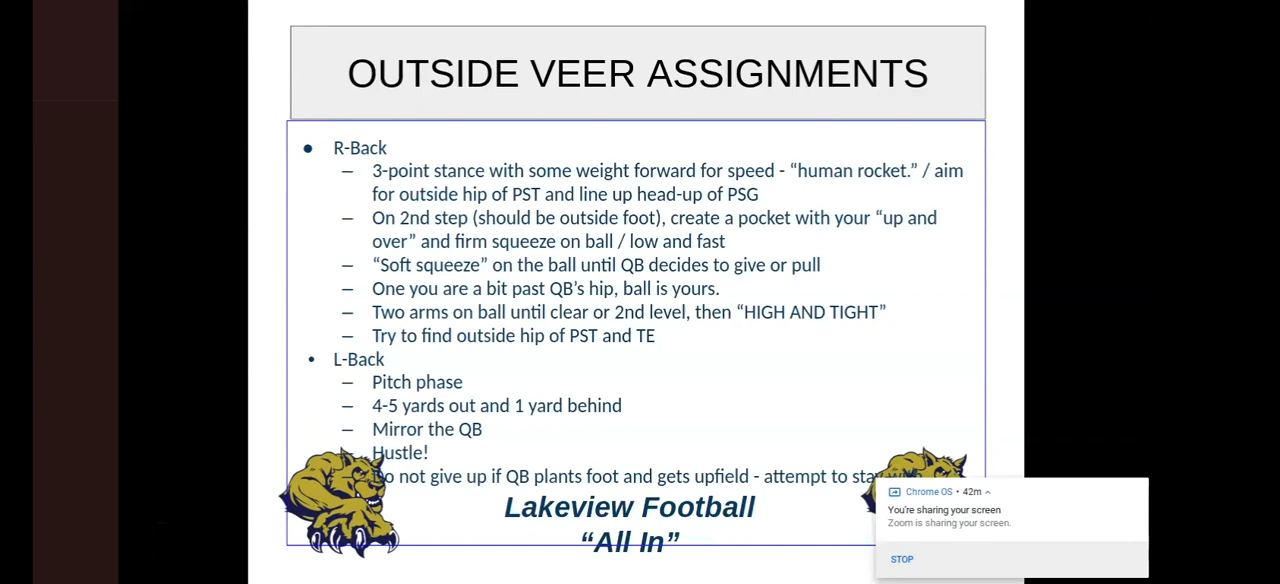 OUTSIDE VEER ASSIGNMENTS
● R-Back
– 3-point stance with some weight forward for speed - “human rocket.” / aim
for outside hip of PST and line up head-up of PSG
– On 2nd step (should be outside foot), create a pocket with your “up and
over” and firm squeeze on ball / low and fast
– “Soft squeeze” on the ball until QB decides to give or pull
– One you are a bit past QB’s hip, ball is yours.
– Two arms on ball until clear or 2nd level, then “HIGH AND TIGHT”
– Try to find outside hip of PST and TE
• L-Back
– Pitch phase
– 4-5 yards out and 1 yard behind
– Mirror the QB
– Hustle!
– Do not give up if QB plants foot and gets upfield - attempt to stay with
Lakeview Football
“All In”
Chrome OS • 42m
You're sharing your screen
Zoom is sharing your screen.
STOP